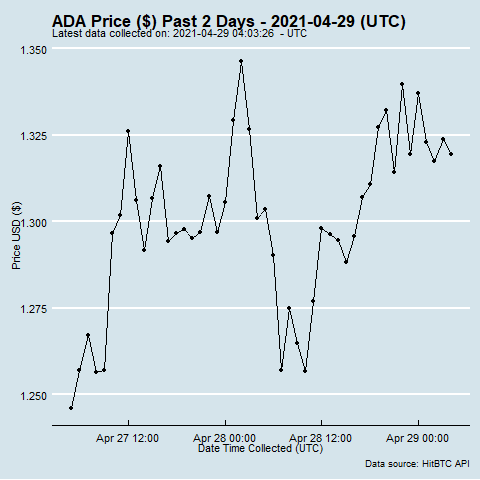 ADA Price ($) Past 2 Days - 2021-04-29 (UTC)
Latest data collected on: 2021-04-29 04:03:26  - UTC
1.350
1.325
1.300
1.275
1.250
Price USD ($)
Apr 27 12:00
Apr 28 00:00
Apr 28 12:00
Apr 29 00:00
Date Time Collected (UTC)
Data source: HitBTC API